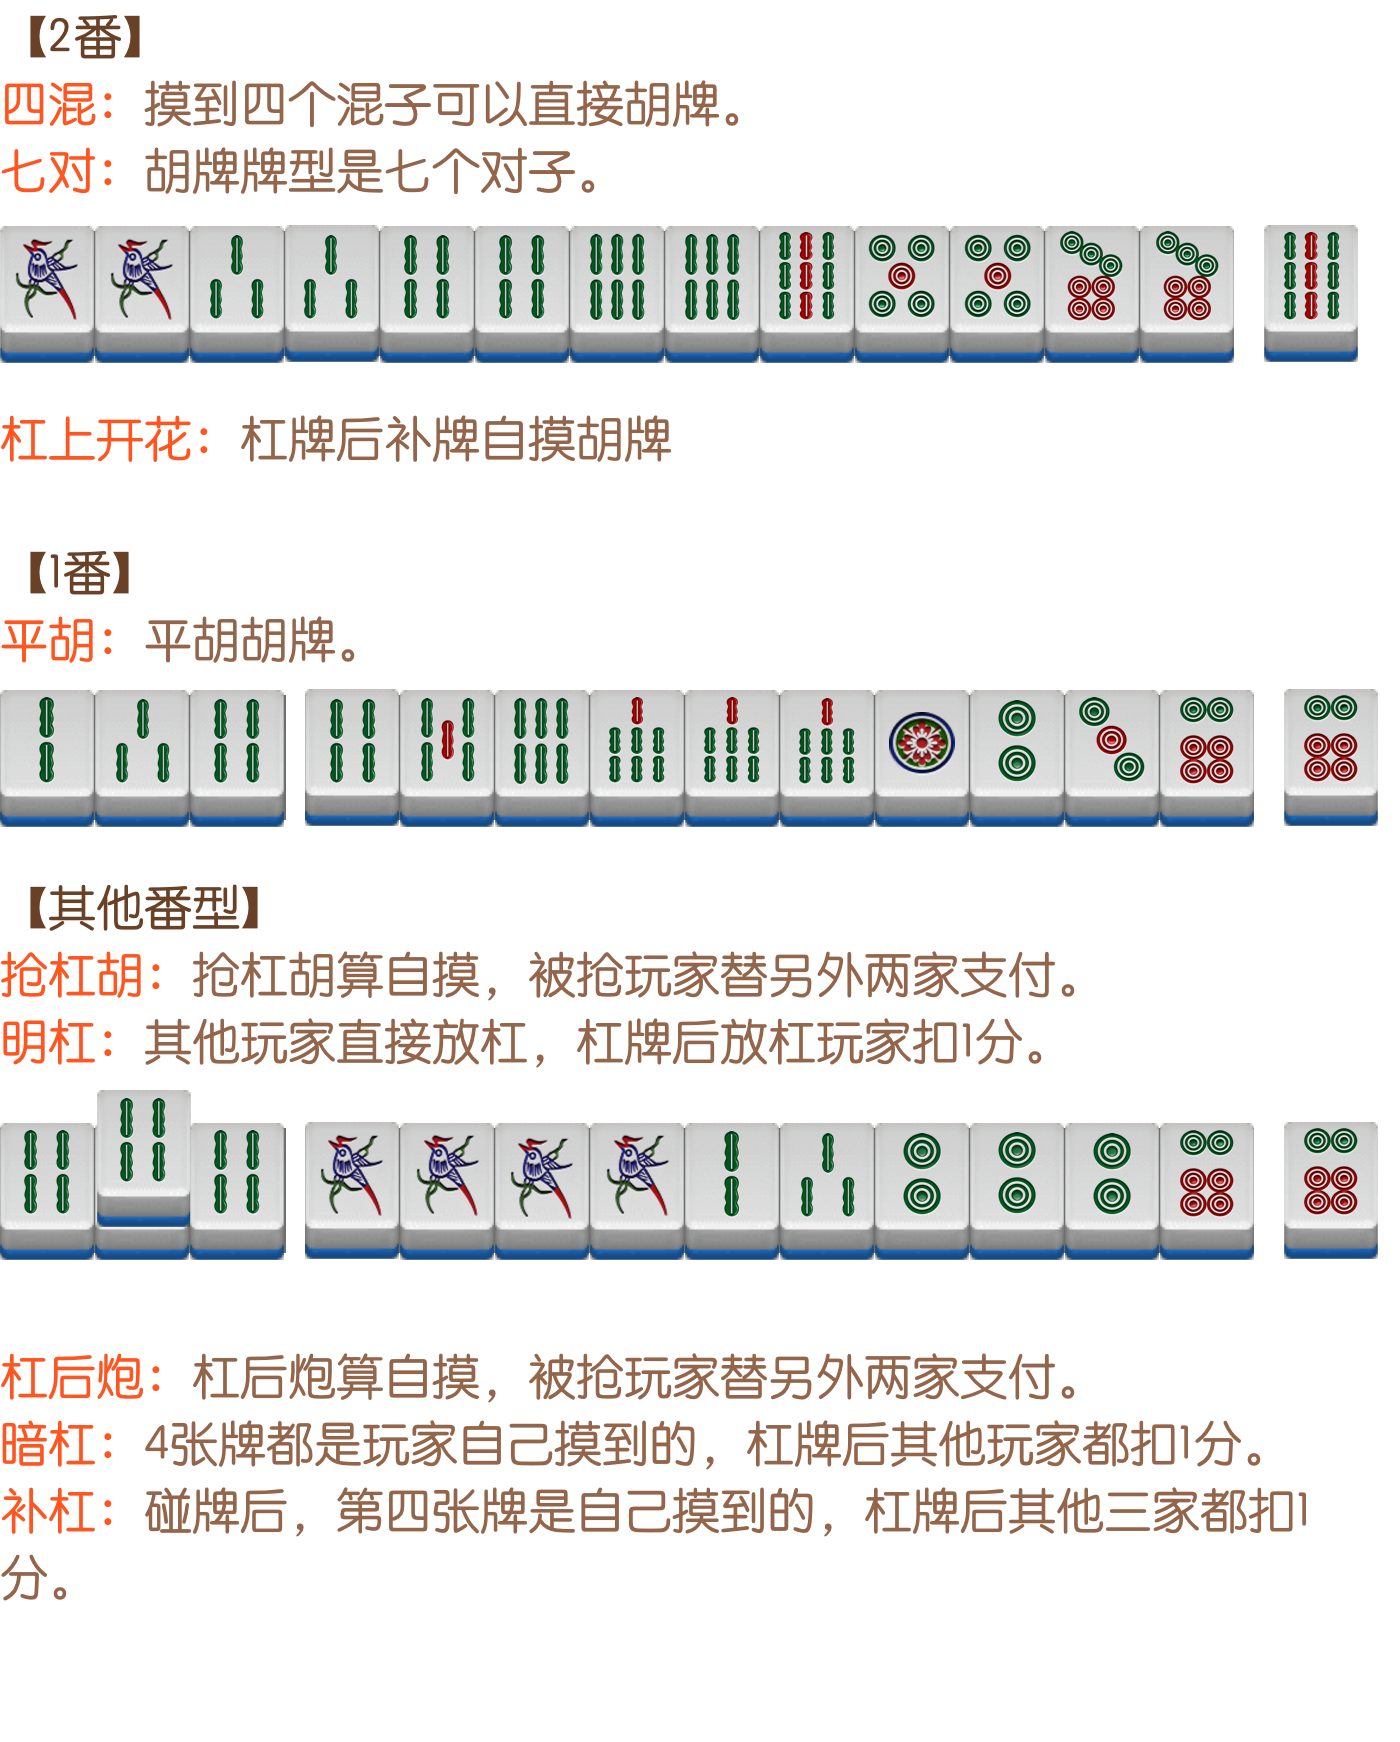 【2番】
四混：摸到四个混子可以直接胡牌。
七对：胡牌牌型是七个对子。
杠上开花：杠牌后补牌自摸胡牌
【1番】
平胡：平胡胡牌。
【其他番型】
抢杠胡：抢杠胡算自摸，被抢玩家替另外两家支付。
明杠：其他玩家直接放杠，杠牌后放杠玩家扣1分。
杠后炮：杠后炮算自摸，被抢玩家替另外两家支付。
暗杠：4张牌都是玩家自己摸到的，杠牌后其他玩家都扣1分。
补杠：碰牌后，第四张牌是自己摸到的，杠牌后其他三家都扣1
分。